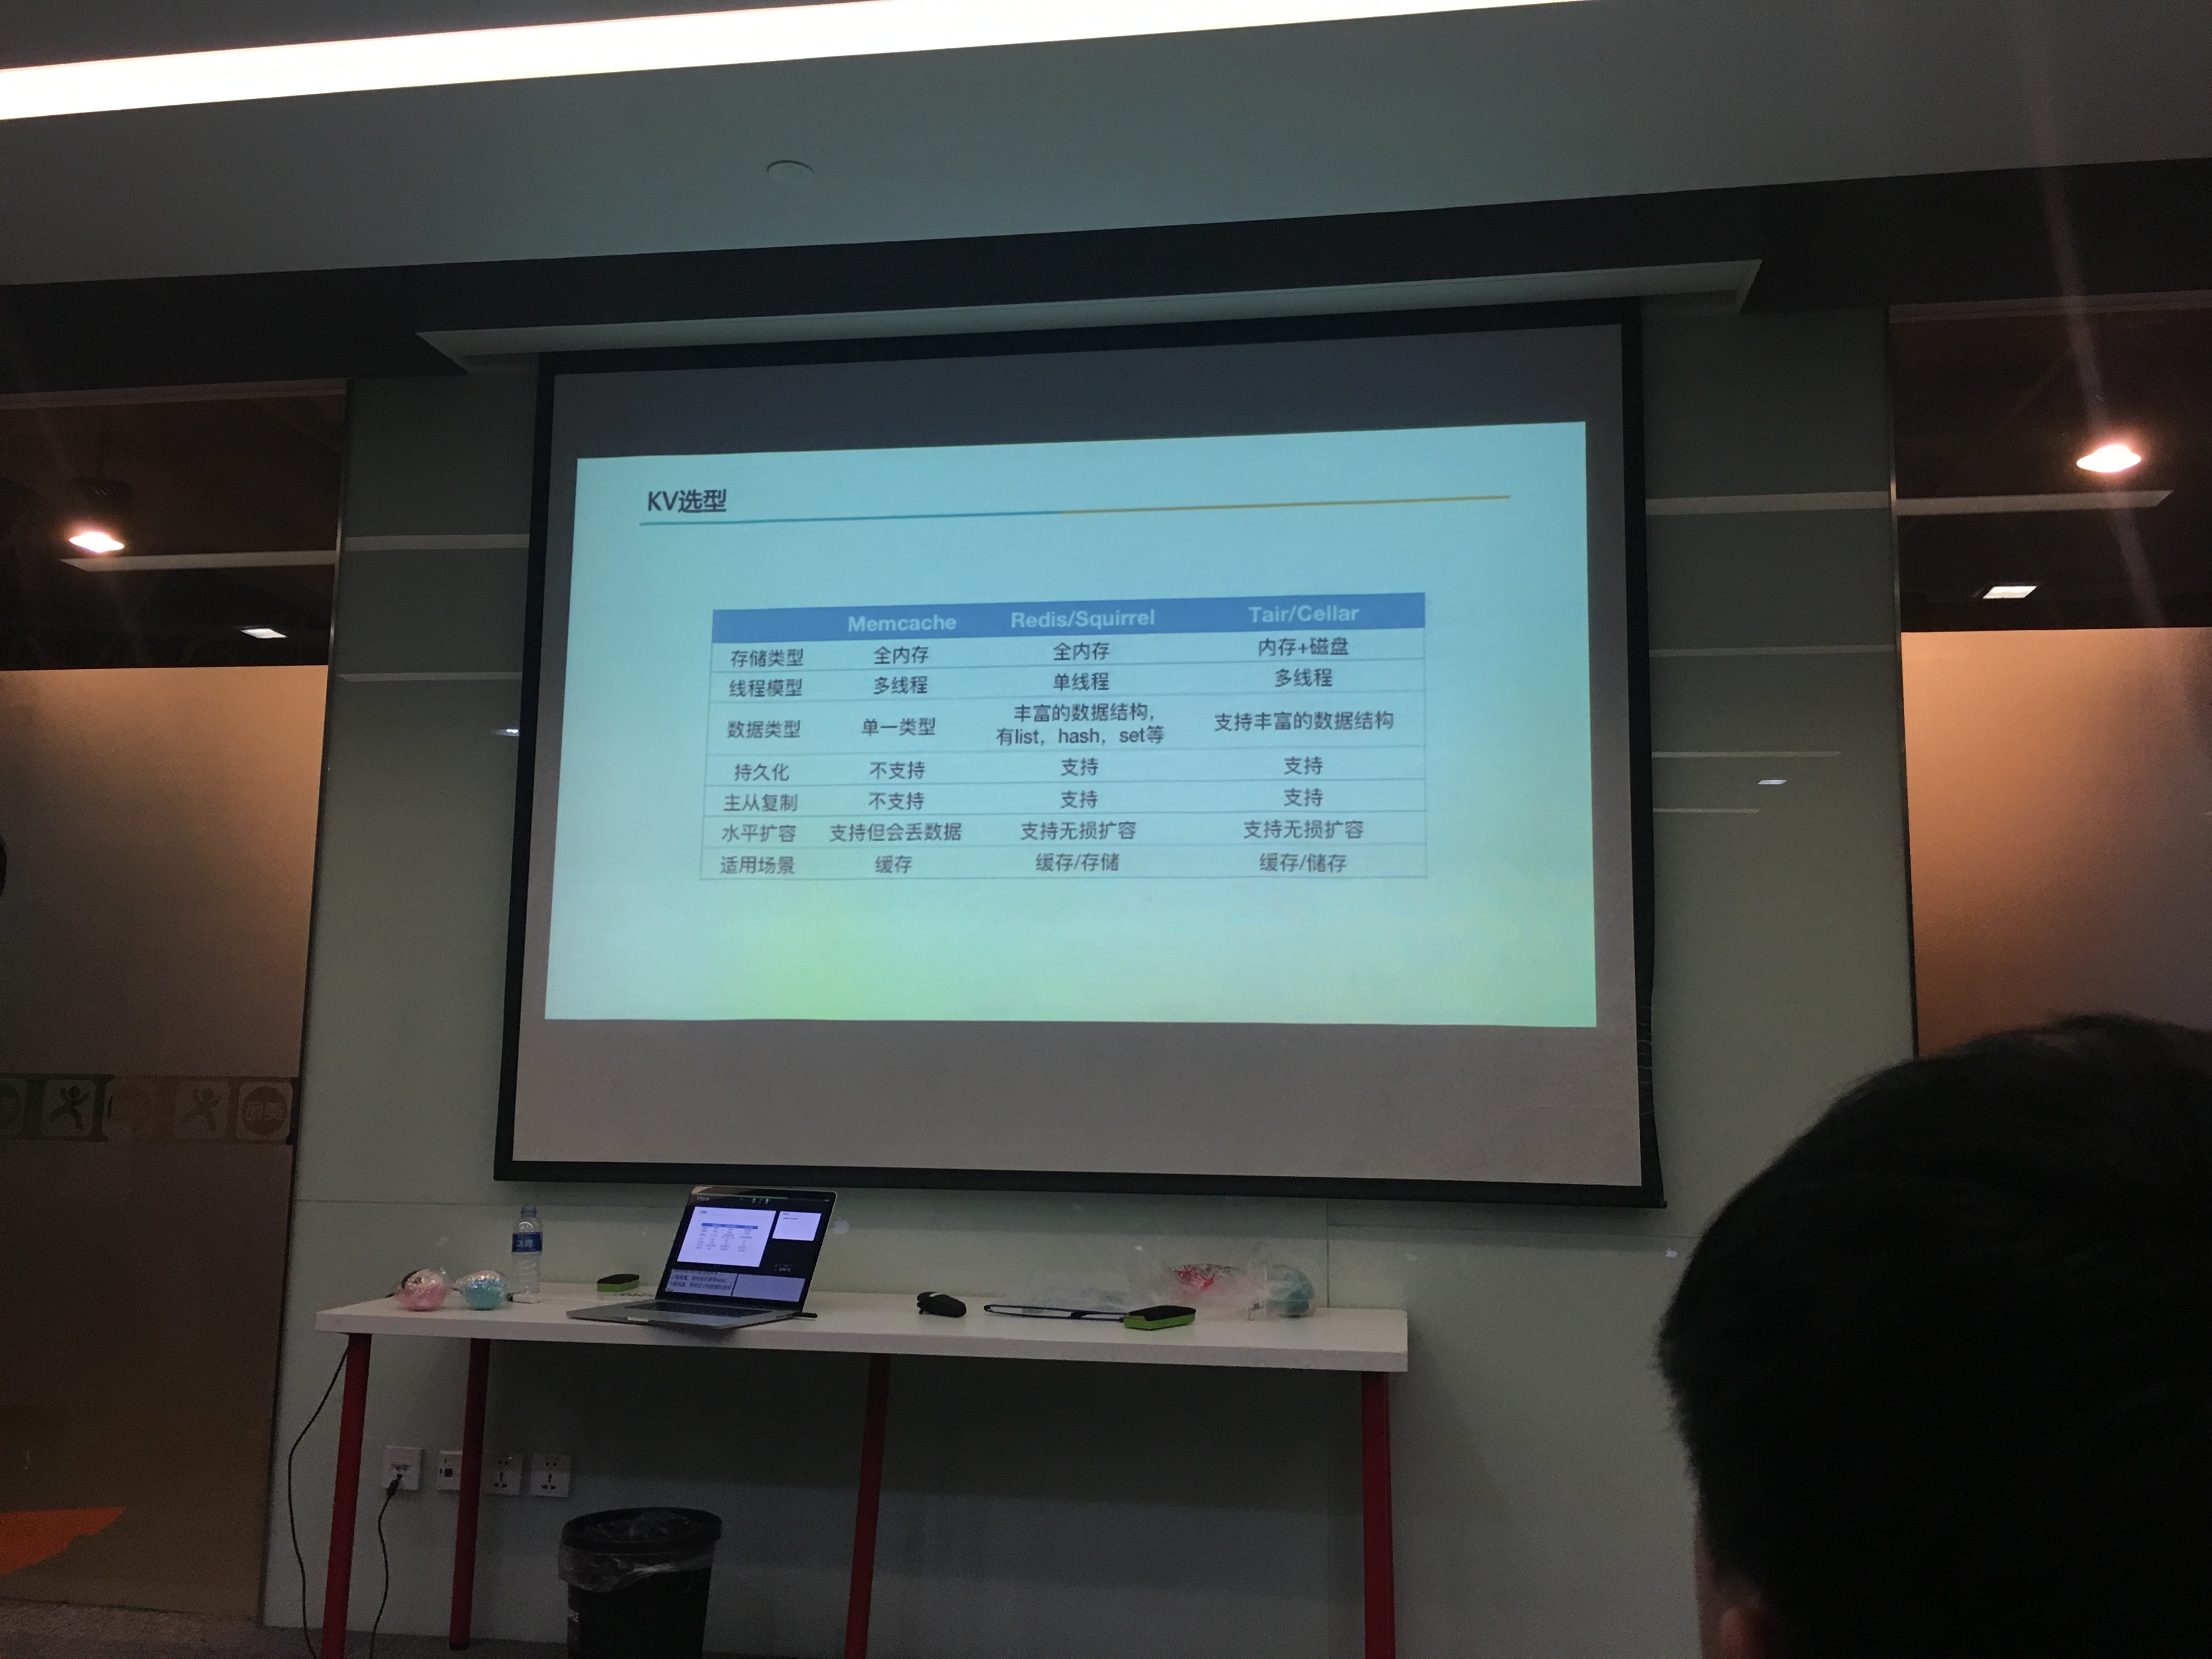 KV选型
Memcache Redis/Squirrel Tair/Cellar
存储类型 全内存 全内存 内存+磁盘
线程模型 多线程 单线程 多线程
数据类型 单一类型 丰富的数据结构，有list，hash，set等 支持丰富的数据结构
持久化 不支持 支持 支持
主从复制 不支持 支持 支持
水平扩容 支持但会丢数据 支持无损扩容 支持无损扩容
适用场景 缓存 缓存/存储 缓存/储存